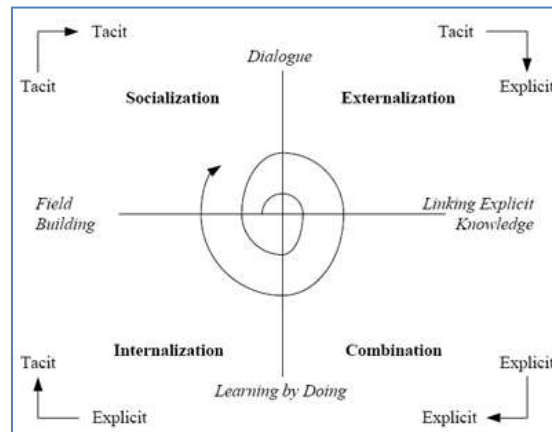 Tacit
Tacit
Dialogue
Tacit
Explicit
Socialization
Externalization
Field
Building
Linking Explicit
Knowledge
Internalization
Combination
Tacit
Explicit
Learning by Doing
Explicit
Explicit